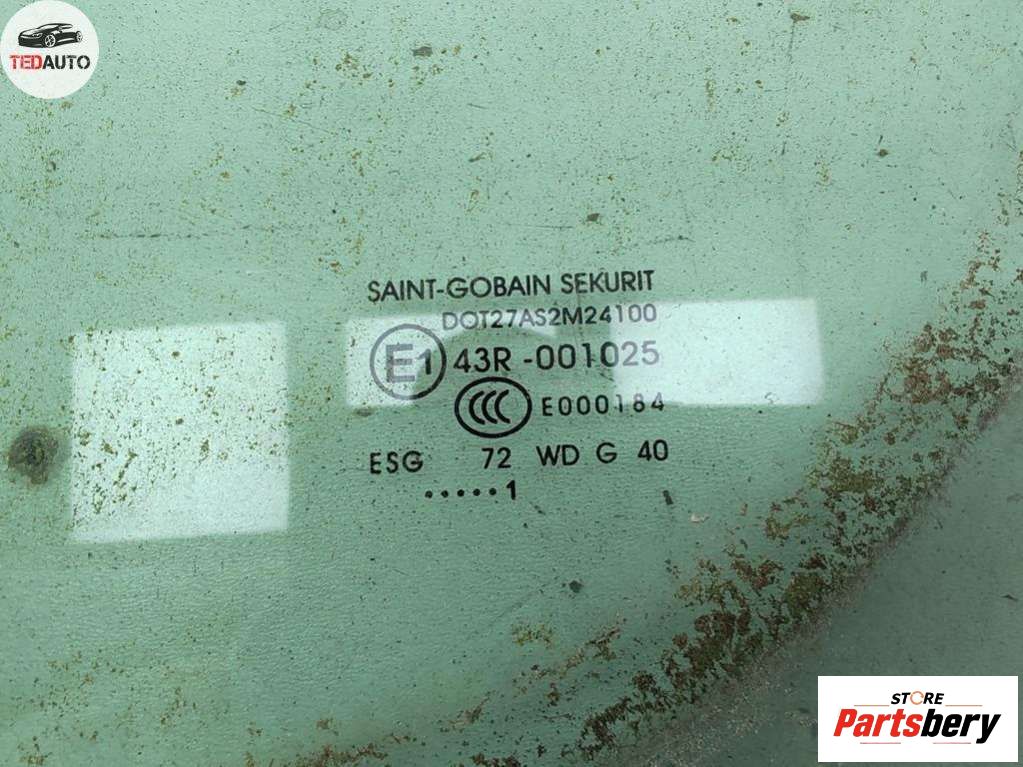 TEDAUTO
SAINT-GOBAIN SEKURIT
DOT27AS2M24100
E1 43R -001025
CCC E000184
ESG 72 WD G 40
•••••1
STORE
Partsbery